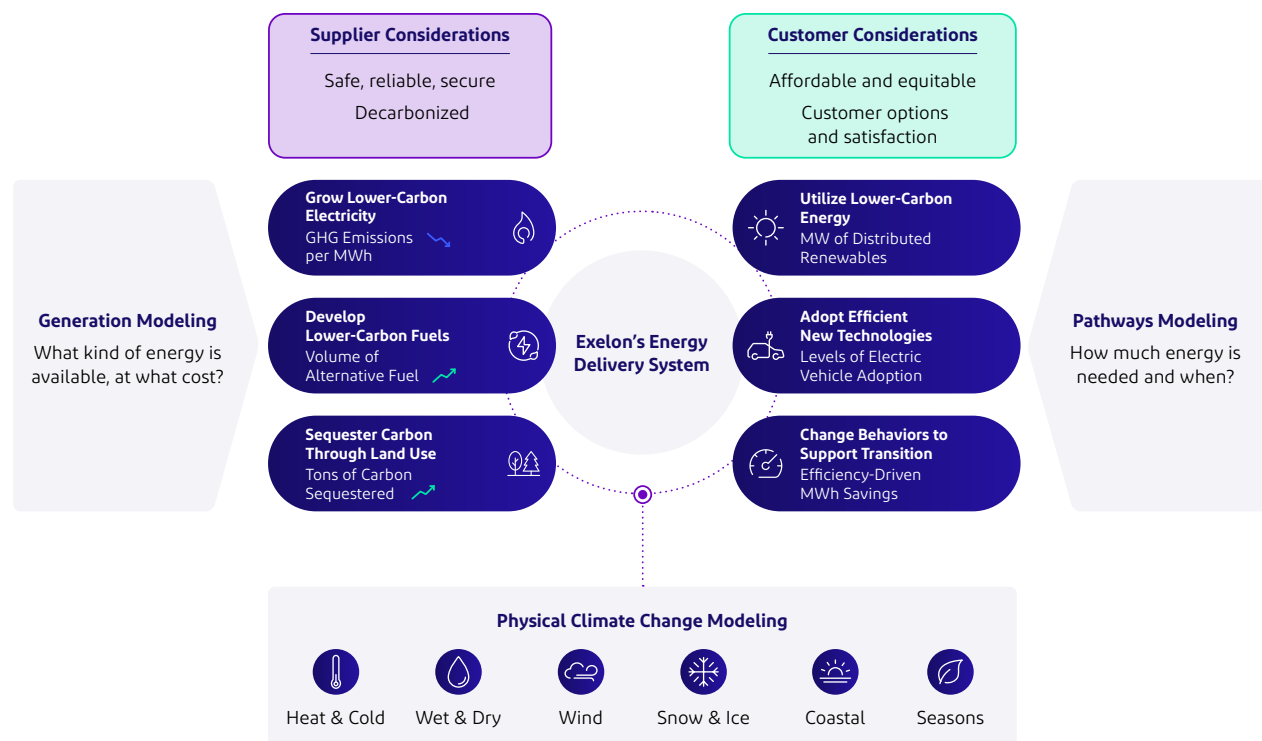 Supplier Considerations
Safe, reliable, secure
Decarbonized
Customer Considerations
Affordable and equitable
Customer options
and satisfaction
Generation Modeling
What kind of energy is
available, at what cost?
Grow Lower-Carbon
Electricity
GHG Emissions
per MWh
Develop
Lower-Carbon Fuels
Volume of
Alternative Fuel
Sequester Carbon
Through Land Use
Tons of Carbon
Sequestered
Exelon's Energy
Delivery System
Utilize Lower-Carbon
Energy
MW of Distributed
Renewables
Adopt Efficient
New Technologies
Levels of Electric
Vehicle Adoption
Change Behaviors to
Support Transition
Efficiency-Driven
MWh Savings
Pathways Modeling
How much energy is
needed and when?
Physical Climate Change Modeling
Heat & Cold
Wet & Dry
Wind
Snow & Ice
Coastal
Seasons